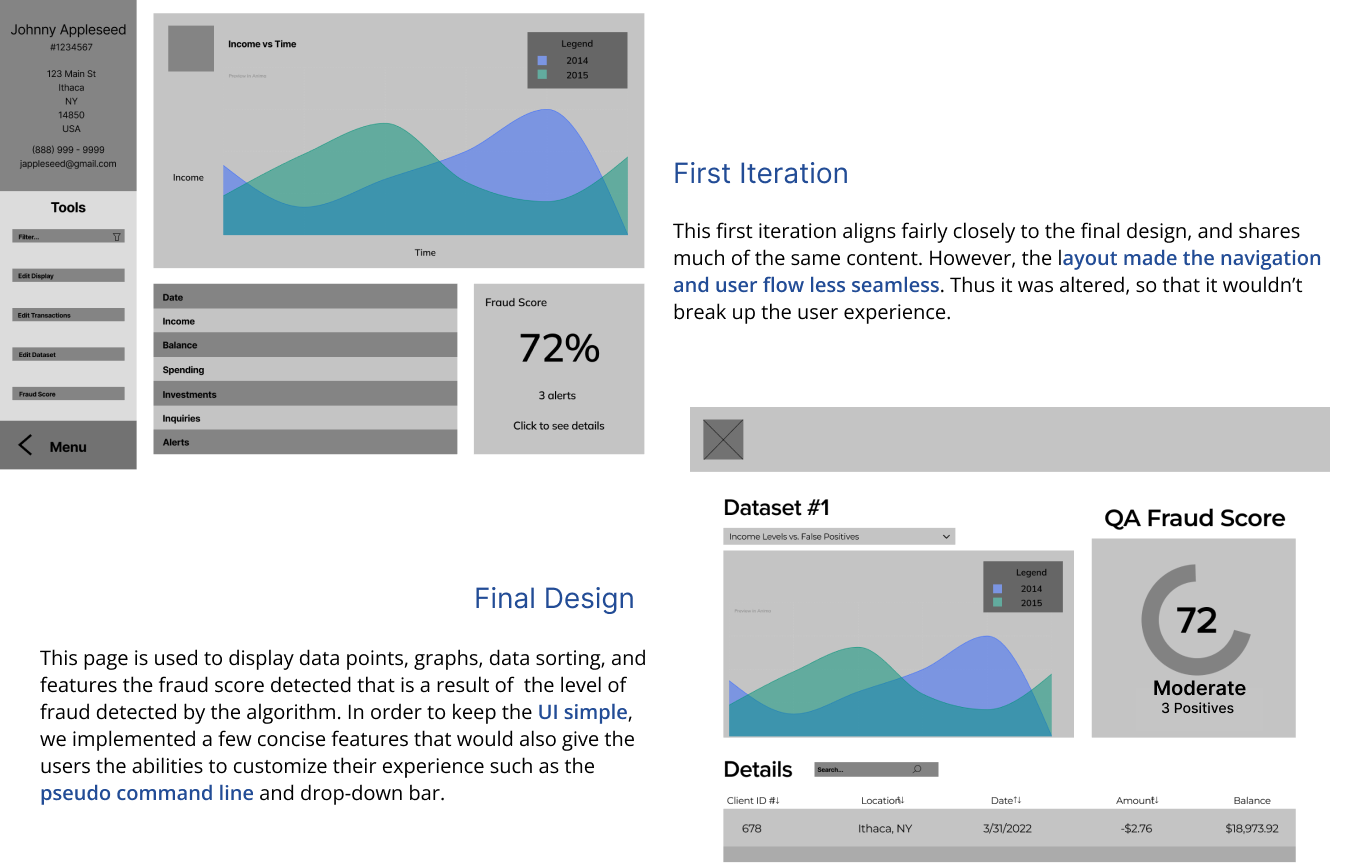 Johnny Appleseed
#1234567
123 Main St
Ithaca
NY
14850
USA
(888) 999 - 9999
jappleseed@gmail.com
Tools
Filter...
Edit Display
Edit Transactions
Edit Dataset
Fraud Score
Menu
Income vs Time
Legend
2014
2015
Income
Time
Date
Income
Balance
Spending
Investments
Inquiries
Alerts
Fraud Score
72%
3 alerts
Click to see details
First Iteration
This first iteration aligns fairly closely to the final design, and shares
much of the same content. However, the layout made the navigation
and user flow less seamless. Thus it was altered, so that it wouldn’t
break up the user experience.
Final Design
This page is used to display data points, graphs, data sorting, and
features the fraud score detected that is a result of  the level of
fraud detected by the algorithm. In order to keep the UI simple,
we implemented a few concise features that would also give the
users the abilities to customize their experience such as the
pseudo command line and drop-down bar.
Dataset #1
Income Levels vs. False Positives
Legend
2014
2015
QA Fraud Score
72
Moderate
3 Positives
Details
Search...
Client ID #↓ Location↑↓ Date↑↓ Amount↑↓ Balance
678 Ithaca, NY 3/31/2022 -$2.76 $18,973.92